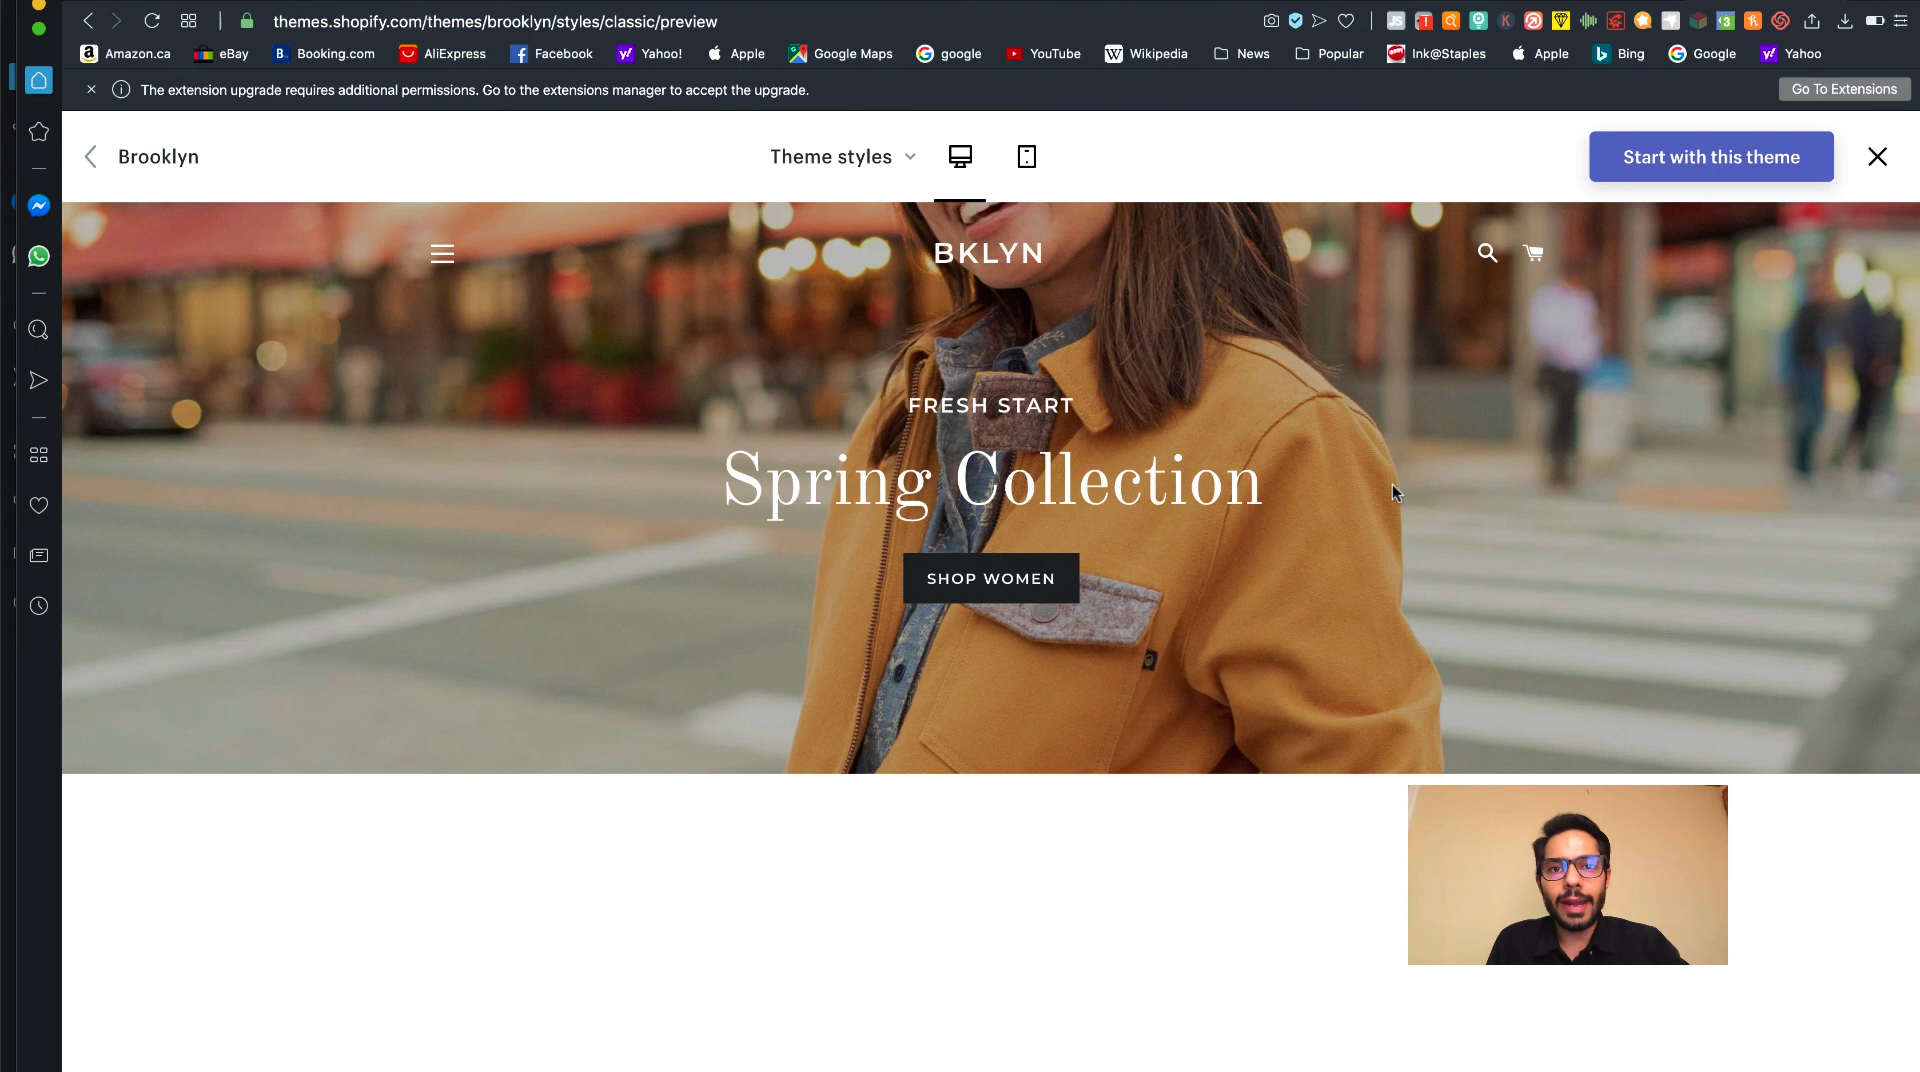 themes.shopify.com/themes/brooklyn/styles/classic/preview
Amazon.ca eBay Booking.com AliExpress Facebook Yahoo! Apple Google Maps google YouTube Wikipedia News Popular Ink@Staples Apple Bing Google Yahoo
The extension upgrade requires additional permissions. Go to the extensions manager to accept the upgrade.
Go To Extensions
Brooklyn
Theme styles
Start with this theme
BKLYN
FRESH START
Spring Collection
SHOP WOMEN